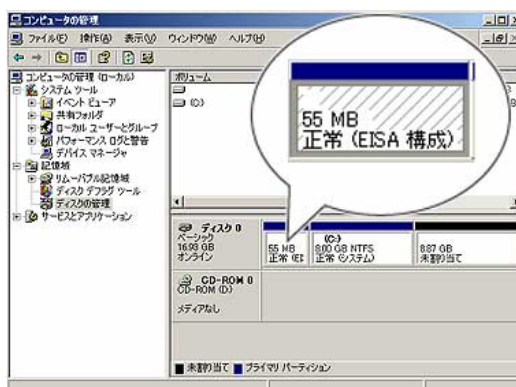 コンピュータの管理
ファイル(F) 操作(A) 表示(V) ウィンドウ(W) ヘルプ(H)
コンピュータの管理 (ローカル)
システム ツール
イベント ビューア
共有フォルダ
ローカル ユーザーとグループ
パフォーマンス ログと警告
デバイス マネージャ
記憶域
リムーバブル記憶域
ディスク デフラグ ツール
ディスクの管理
サービスとアプリケーション
ボリューム
(C:)
55 MB
正常 (EISA 構成)
ディスク 0
ベーシック
16.93 GB
オンライン
55 MB
正常 (EI
(C:)
8.00 GB NTFS
正常 (システム)
8.87 GB
未割り当て
CD-ROM 0
CD-ROM (D:)
メディアなし
未割り当て プライマリ パーティション